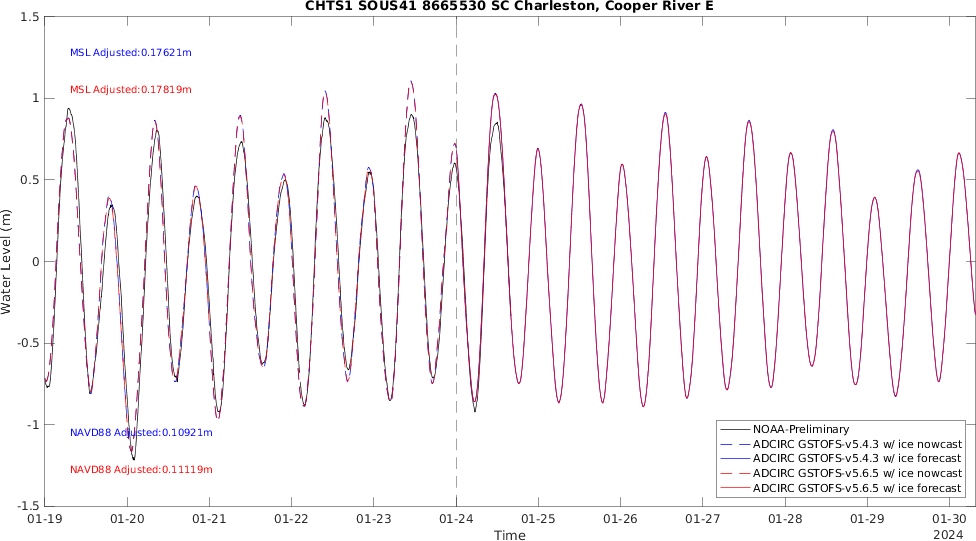 CHTS1 SOUS41 8665530 SC Charleston, Cooper River E
1.5
1
0.5
0
-0.5
-1
-1.5
Water Level (m)
MSL Adjusted:0.17621m
MSL Adjusted:0.17819m
NAVD88 Adjusted:0.10921m
NAVD88 Adjusted:0.11119m
NOAA-Preliminary
ADCIRC GSTOFS-v5.4.3 w/ ice nowcast
ADCIRC GSTOFS-v5.4.3 w/ ice forecast
ADCIRC GSTOFS-v5.6.5 w/ ice nowcast
ADCIRC GSTOFS-v5.6.5 w/ ice forecast
01-19 01-20 01-21 01-22 01-23 01-24 01-25 01-26 01-27 01-28 01-29 01-30
Time
2024